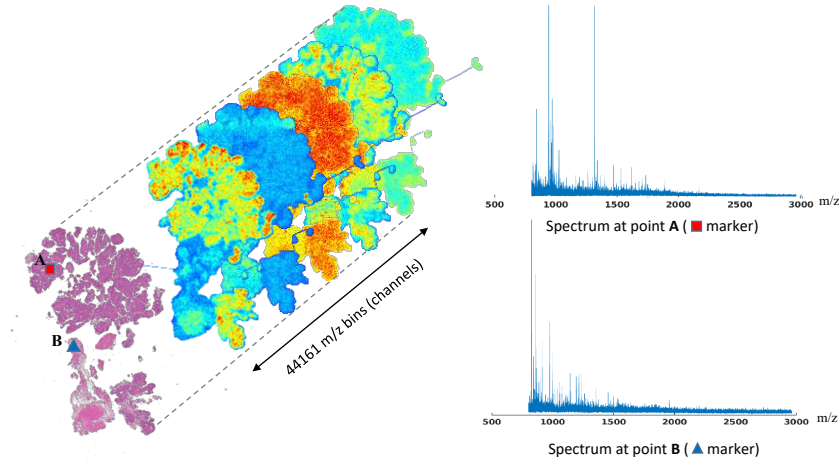 A
B
44161 m/z bins (channels)
500 1000 1500 2000 2500 3000 m/z
Spectrum at point A ( marker)
500 1000 1500 2000 2500 3000 m/z
Spectrum at point B ( marker)